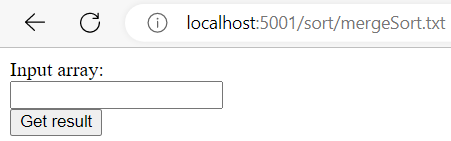 localhost:5001/sort/mergeSort.txt
Input array:
Get result